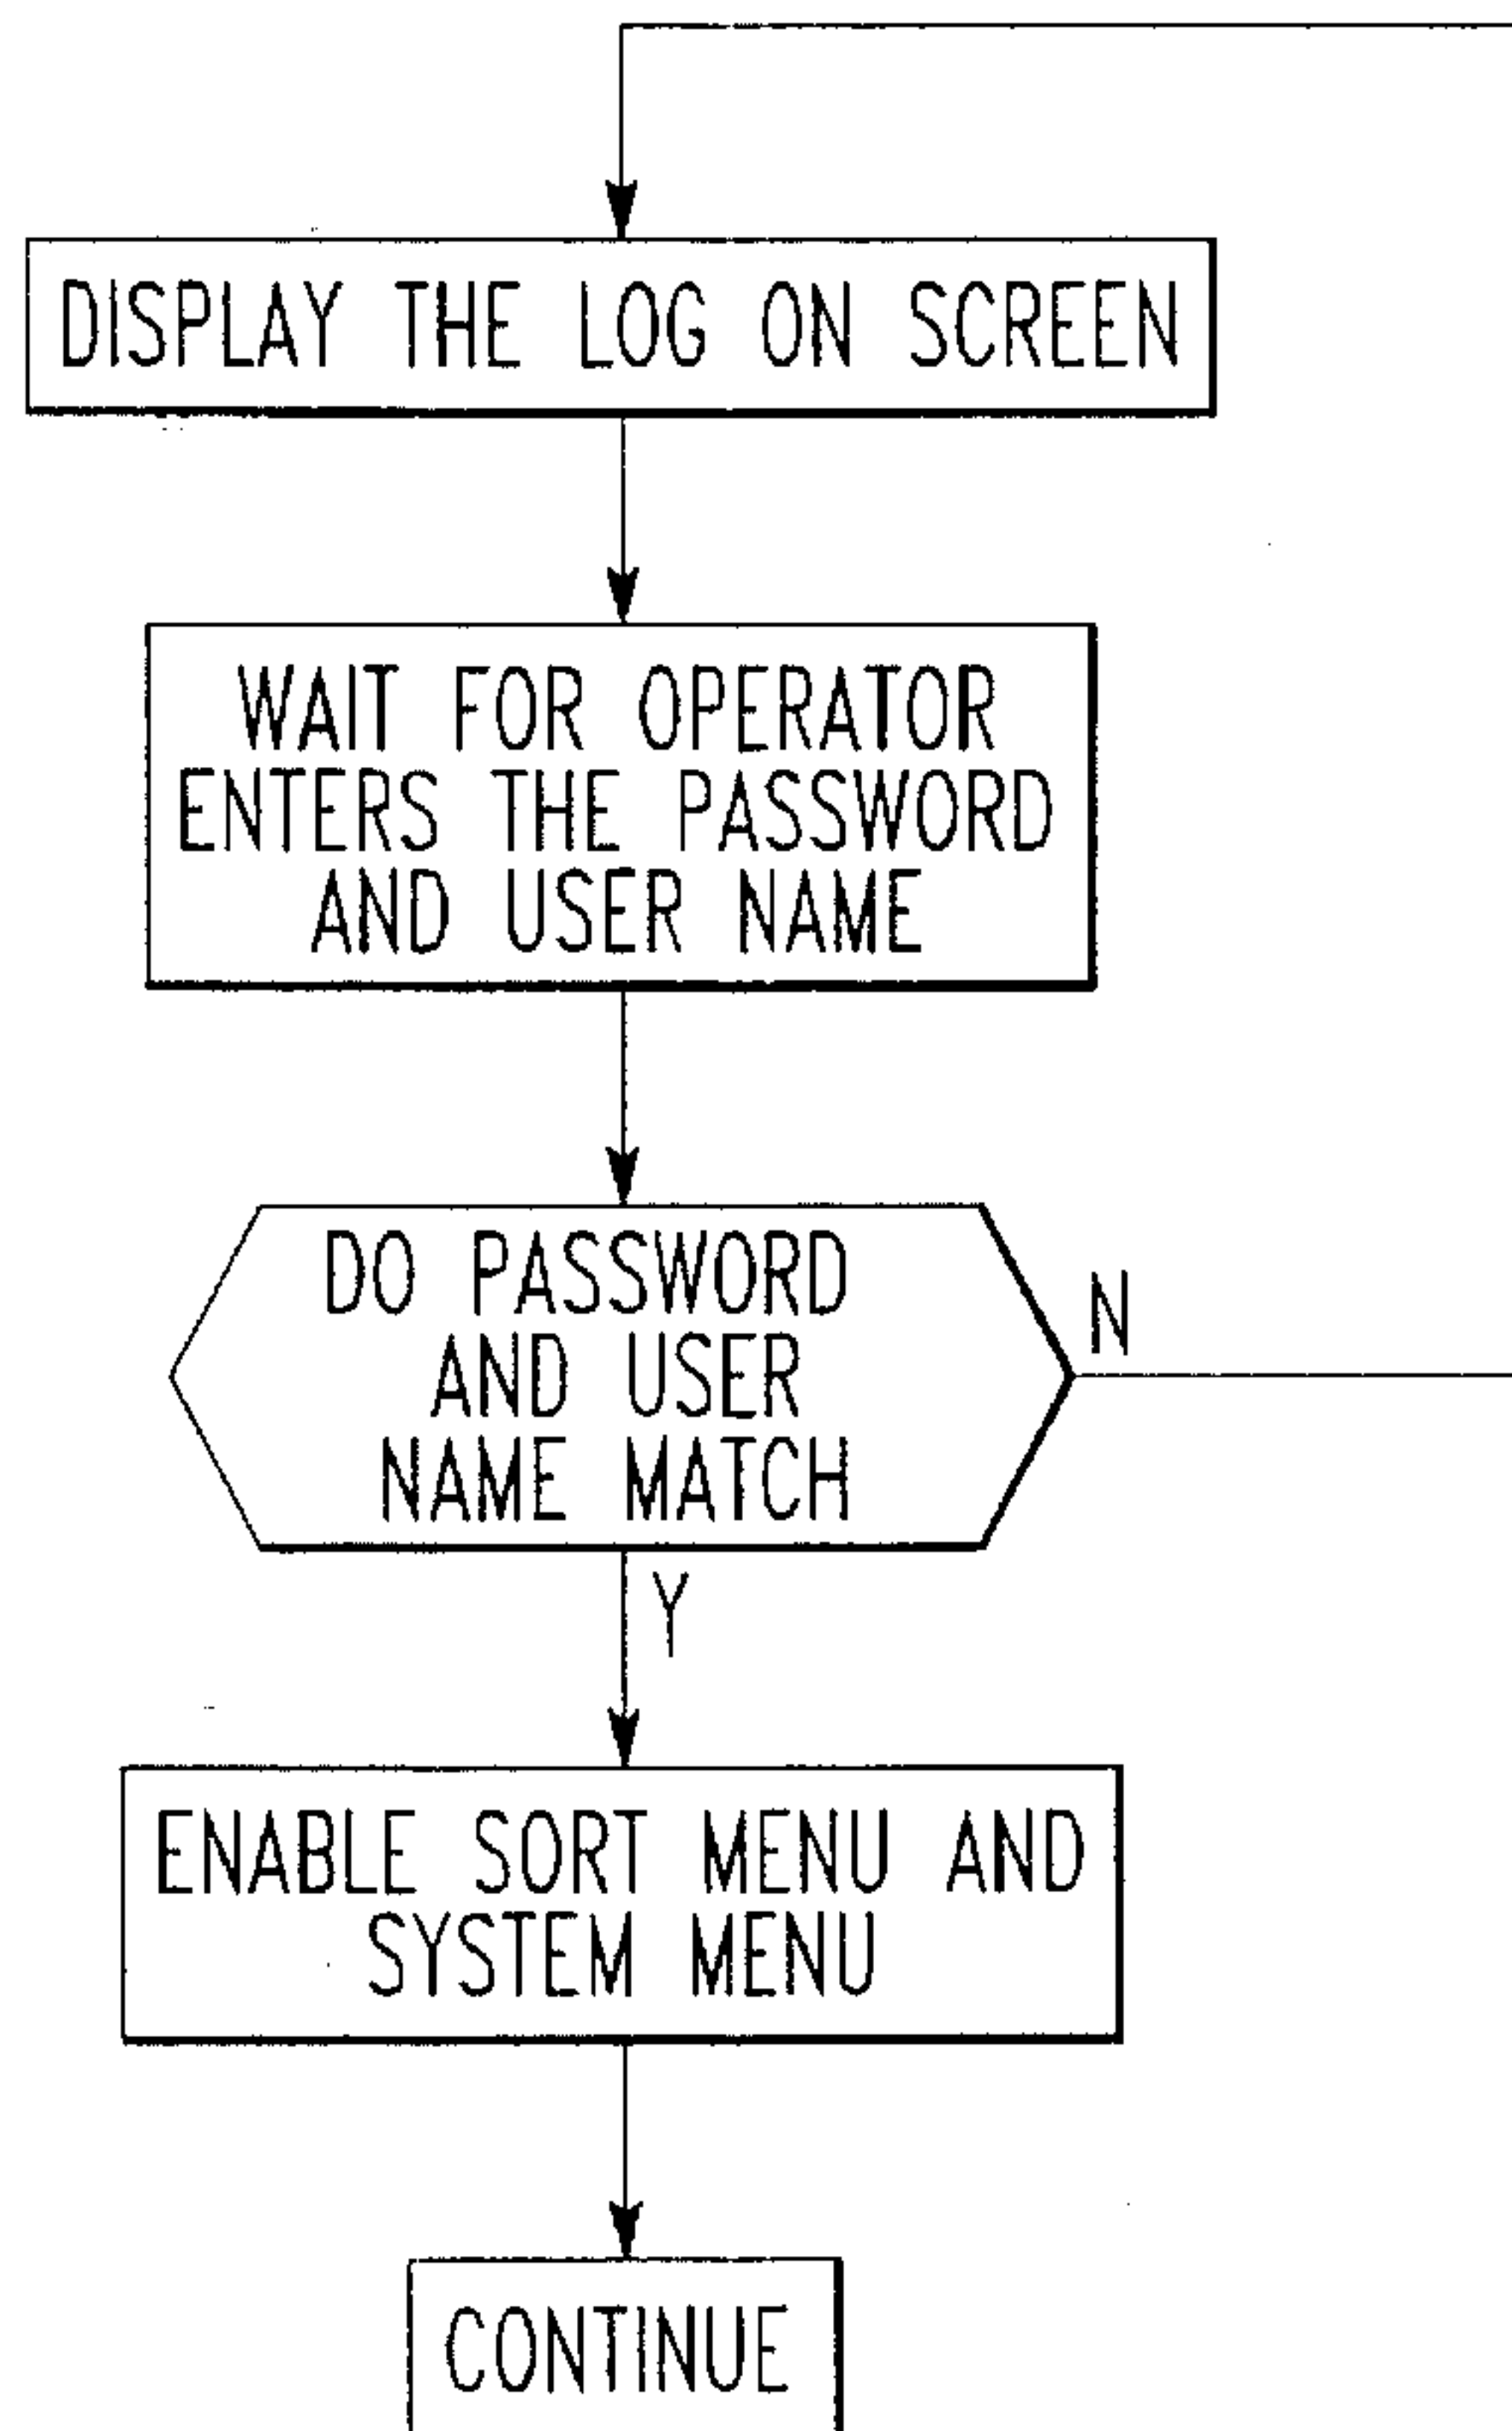 DISPLAY THE LOG ON SCREEN
WAIT FOR OPERATOR
ENTERS THE PASSWORD
AND USER NAME
DO PASSWORD
AND USER
NAME MATCH
N
Y
ENABLE SORT MENU AND
SYSTEM MENU
CONTINUE